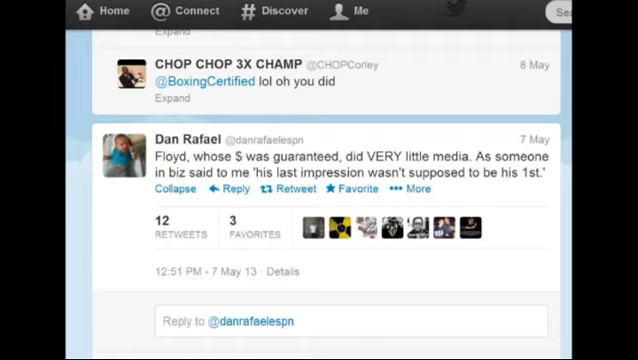 Home Connect Discover Me Sea
Expand
CHOP CHOP 3X CHAMP @CHOPCorley 8 May
@BoxingCertified lol oh you did
Expand
Dan Rafael @danrafaelespn 7 May
Floyd, whose $ was guaranteed, did VERY little media. As someone
in biz said to me 'his last impression wasn't supposed to be his 1st.'
Collapse Reply Retweet Favorite More
12 3
RETWEETS FAVORITES
12:51 PM - 7 May 13 · Details
Reply to @danrafaelespn